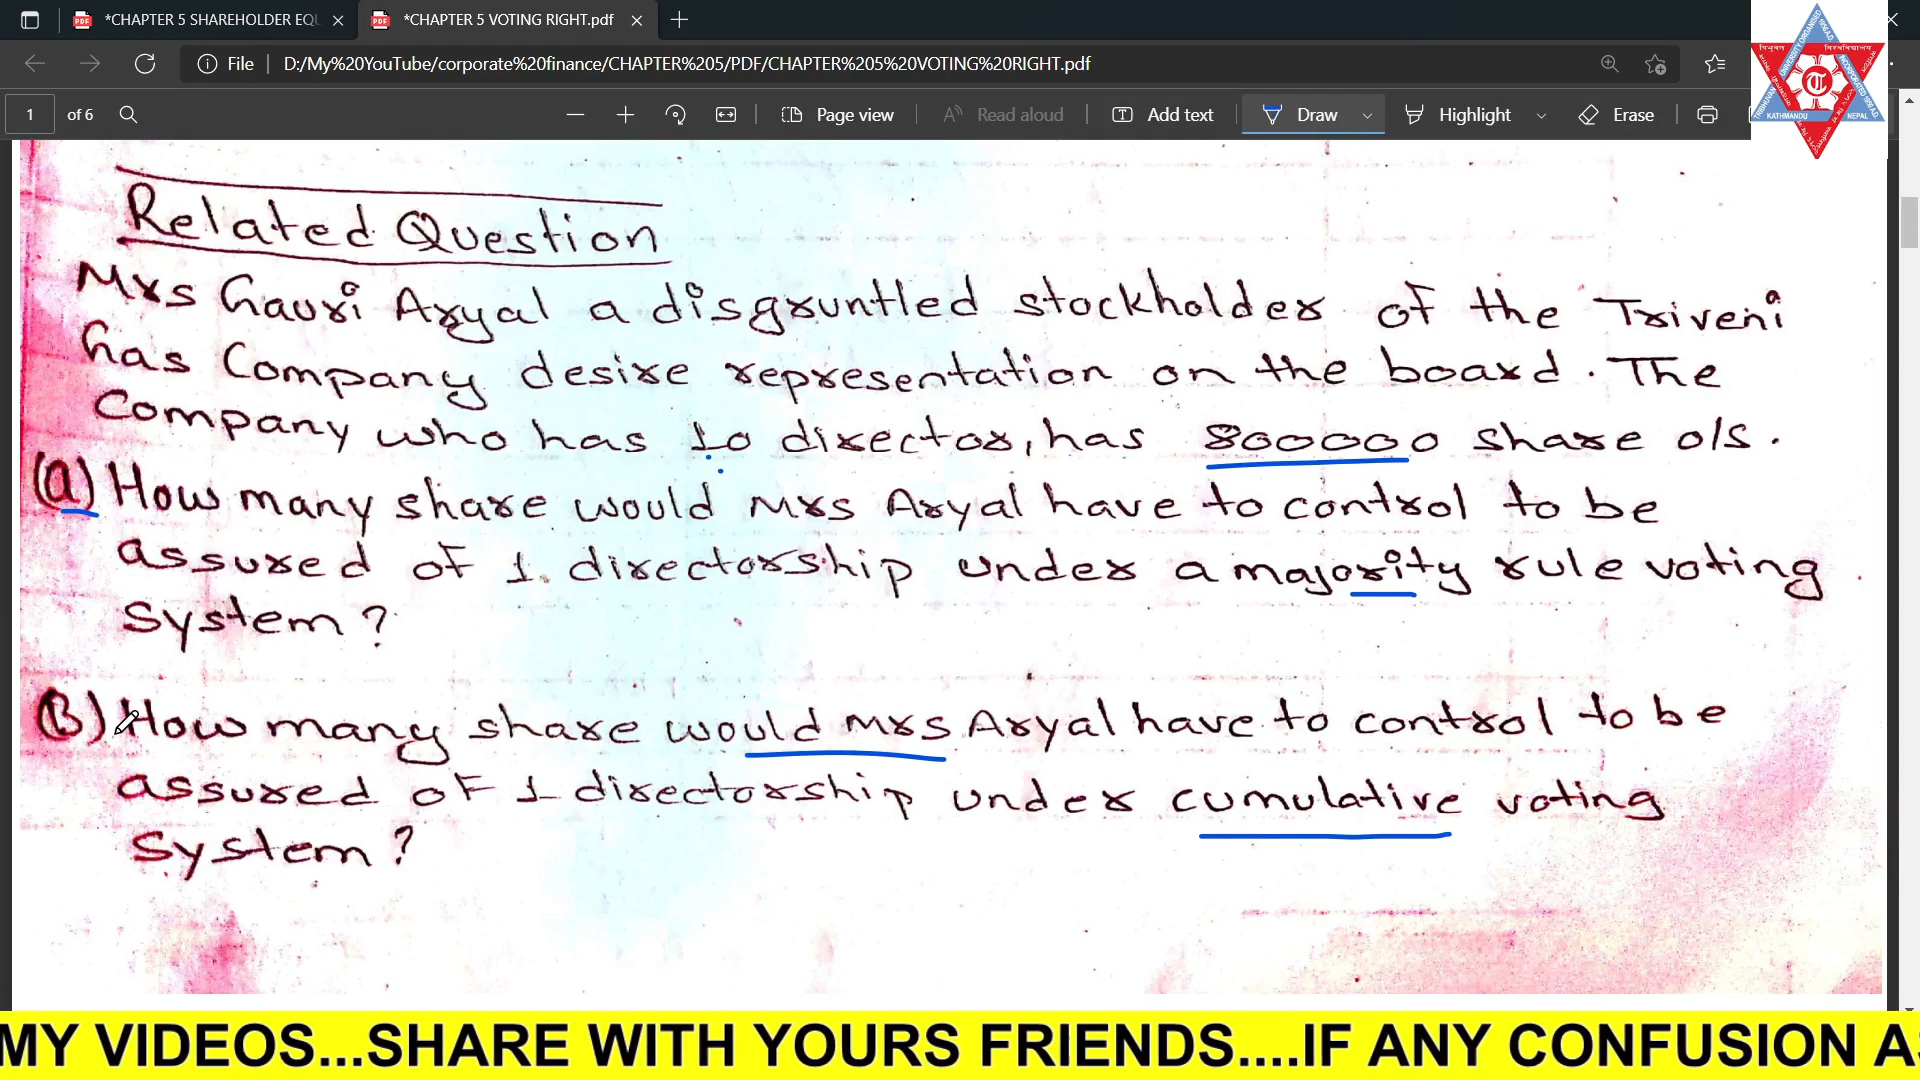 *CHAPTER 5 SHAREHOLDER EQU
*CHAPTER 5 VOTING RIGHT.pdf
File
D:/My%20YouTube/corporate%20finance/CHAPTER%205/PDF/CHAPTER%205%20VOTING%20RIGHT.pdf
1 of 6
Page view
Read aloud
Add text
Draw
Highlight
Erase
KATHMANDU NEPAL
Related Question
Mrs Gauri Aryal a disgruntled stockholder of the Triveni
Gas Company desire representation on the board. The
Company who has 10 director, has 800000 share o/s.
(a) How many share would Mrs Aryal have to control to be
assured of 1 directorship under a majority rule voting
system?
(B) How many share would Mrs Aryal have to control to be
assured of 1 directorship under cumulative voting
system?
MY VIDEOS...SHARE WITH YOURS FRIENDS....IF ANY CONFUSION AS